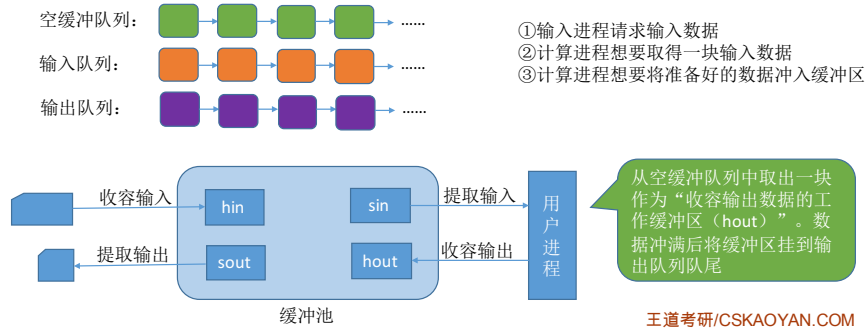 空缓冲队列：
......
输入队列：
......
输出队列：
......
①输入进程请求输入数据
②计算进程想要取得一块输入数据
③计算进程想要将准备好的数据冲入缓冲区
收容输入
hin
sin
提取输入
提取输出
sout
hout
收容输出
用户进程
缓冲池
从空缓冲队列中取出一块
作为“收容输出数据的工
作缓冲区（hout）”。数
据冲满后将缓冲区挂到输
出队列队尾
王道考研/CSKAOYAN.COM